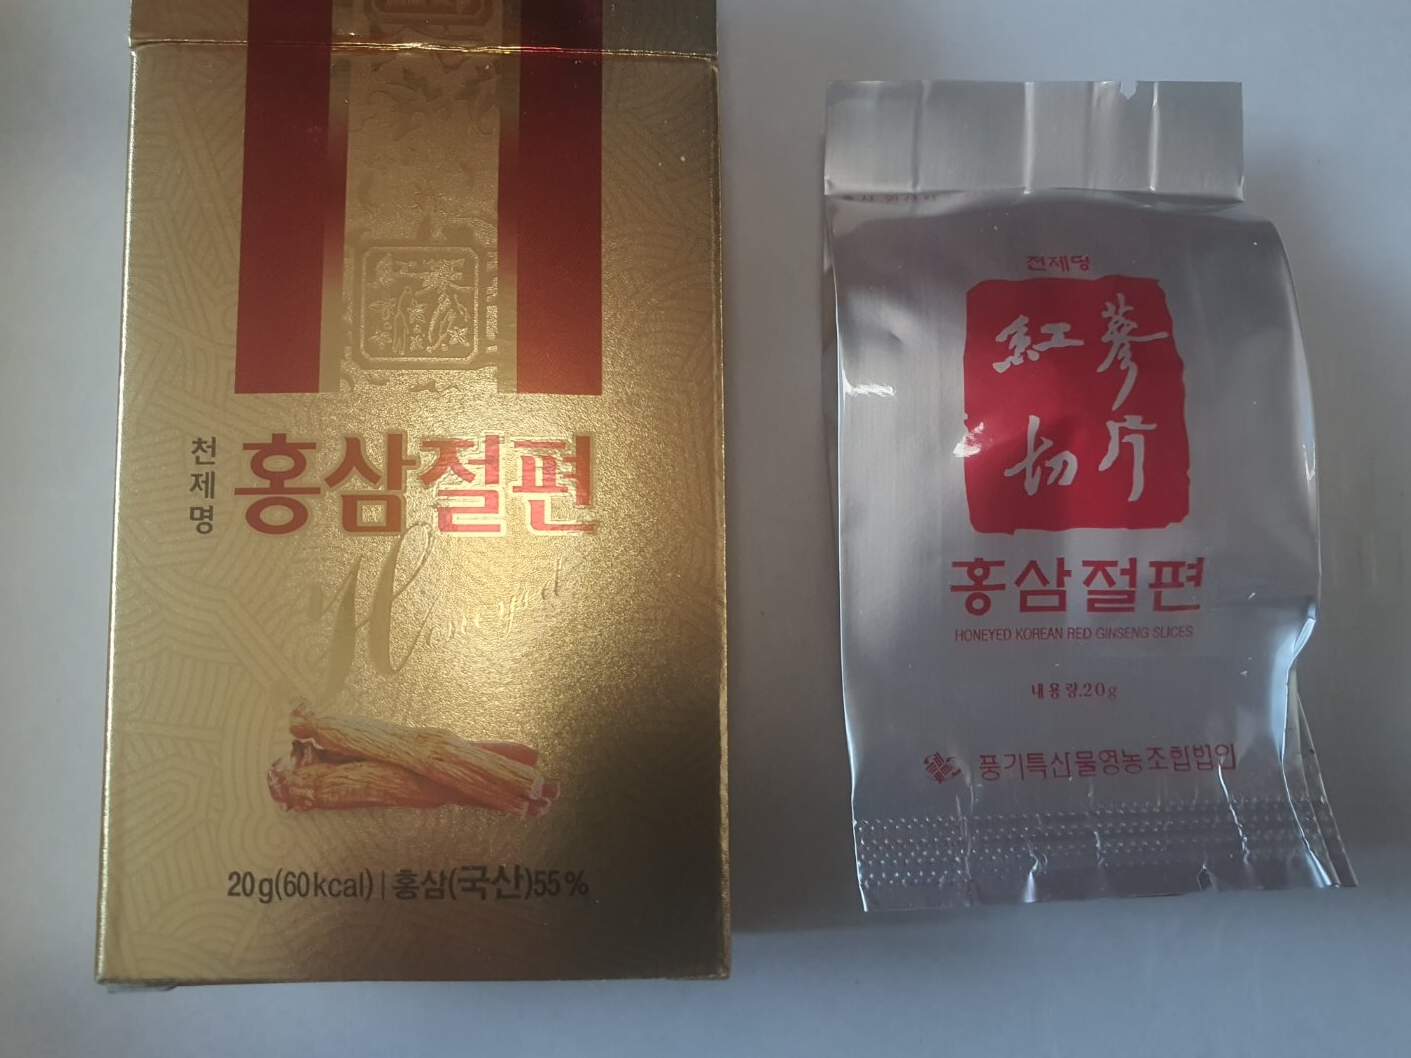 紅蔘
천제명
홍삼절편
Honeyed
20g(60kcal) | 홍삼(국산)55%
천제명
紅蔘
切片
홍삼절편
HONEYED KOREAN RED GINSENG SLICES
내용량.20g
풍기특산물영농조합법인